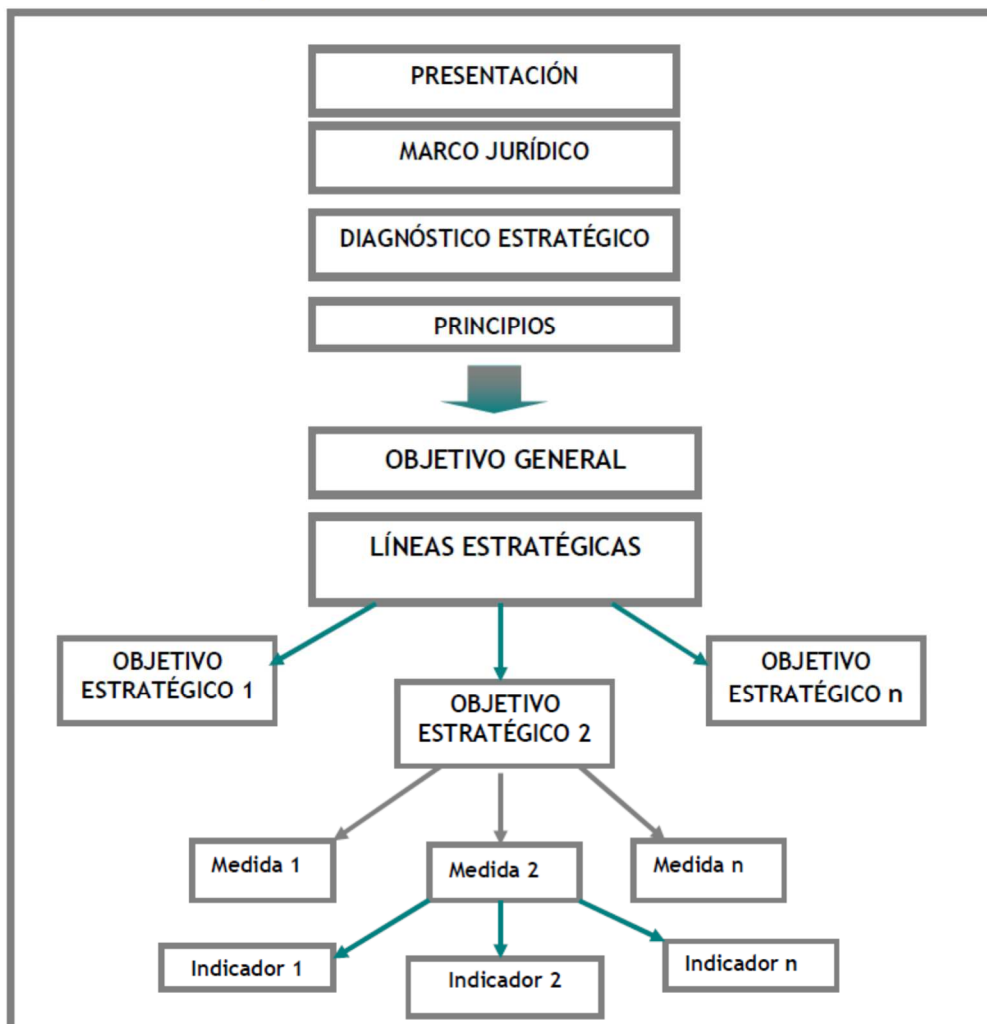 PRESENTACIÓN
MARCO JURÍDICO
DIAGNÓSTICO ESTRATÉGICO
PRINCIPIOS
OBJETIVO GENERAL
LÍNEAS ESTRATÉGICAS
OBJETIVO
ESTRATÉGICO 1
OBJETIVO
ESTRATÉGICO 2
OBJETIVO
ESTRATÉGICO n
Medida 1
Medida 2
Medida n
Indicador 1
Indicador 2
Indicador n